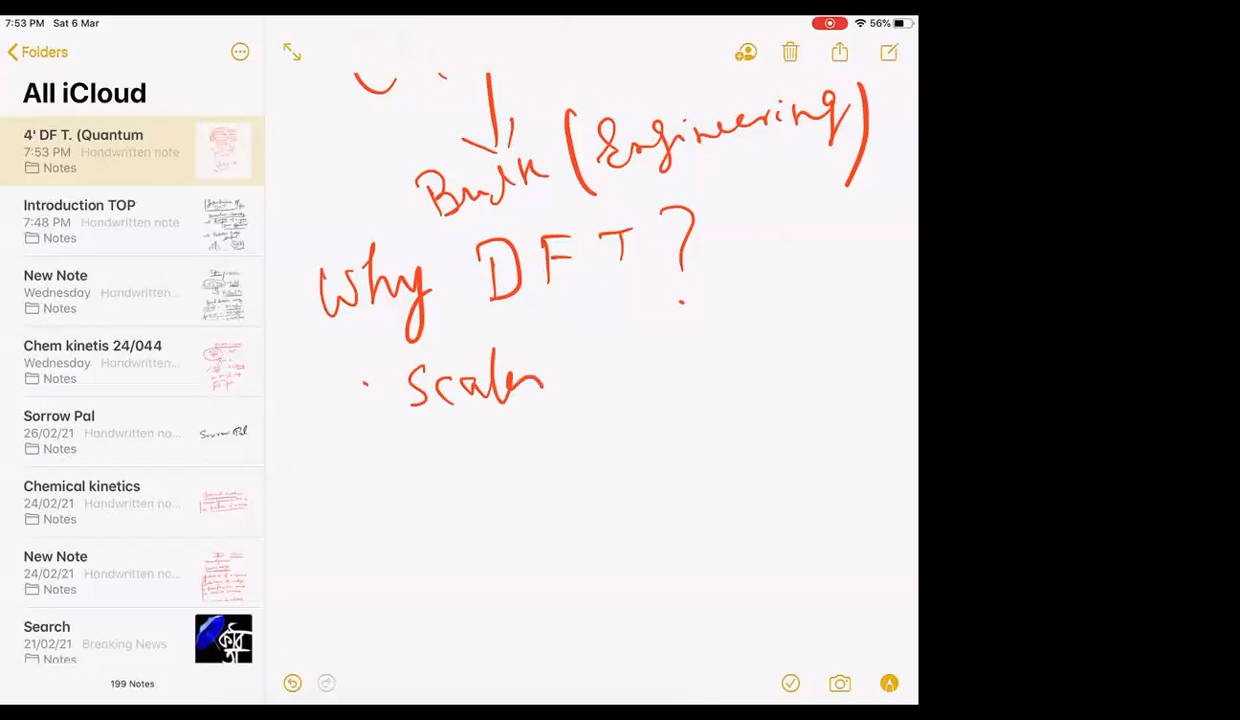 7:53 PM Sat 6 Mar
56%
Folders
All iCloud
4' DF T. (Quantum
7:53 PM Handwritten note
Notes
Introduction TOP
7:48 PM Handwritten note
Notes
New Note
Wednesday Handwritten...
Notes
Chem kinetis 24/044
Wednesday Handwritten...
Notes
Sorrow Pal
26/02/21 Handwritten no...
Notes
Chemical kinetics
24/02/21 Handwritten no...
Notes
New Note
24/02/21 Handwritten no...
Notes
Search
21/02/21 Breaking News
Notes
199 Notes
Bulk (Engineering)
Why DFT?